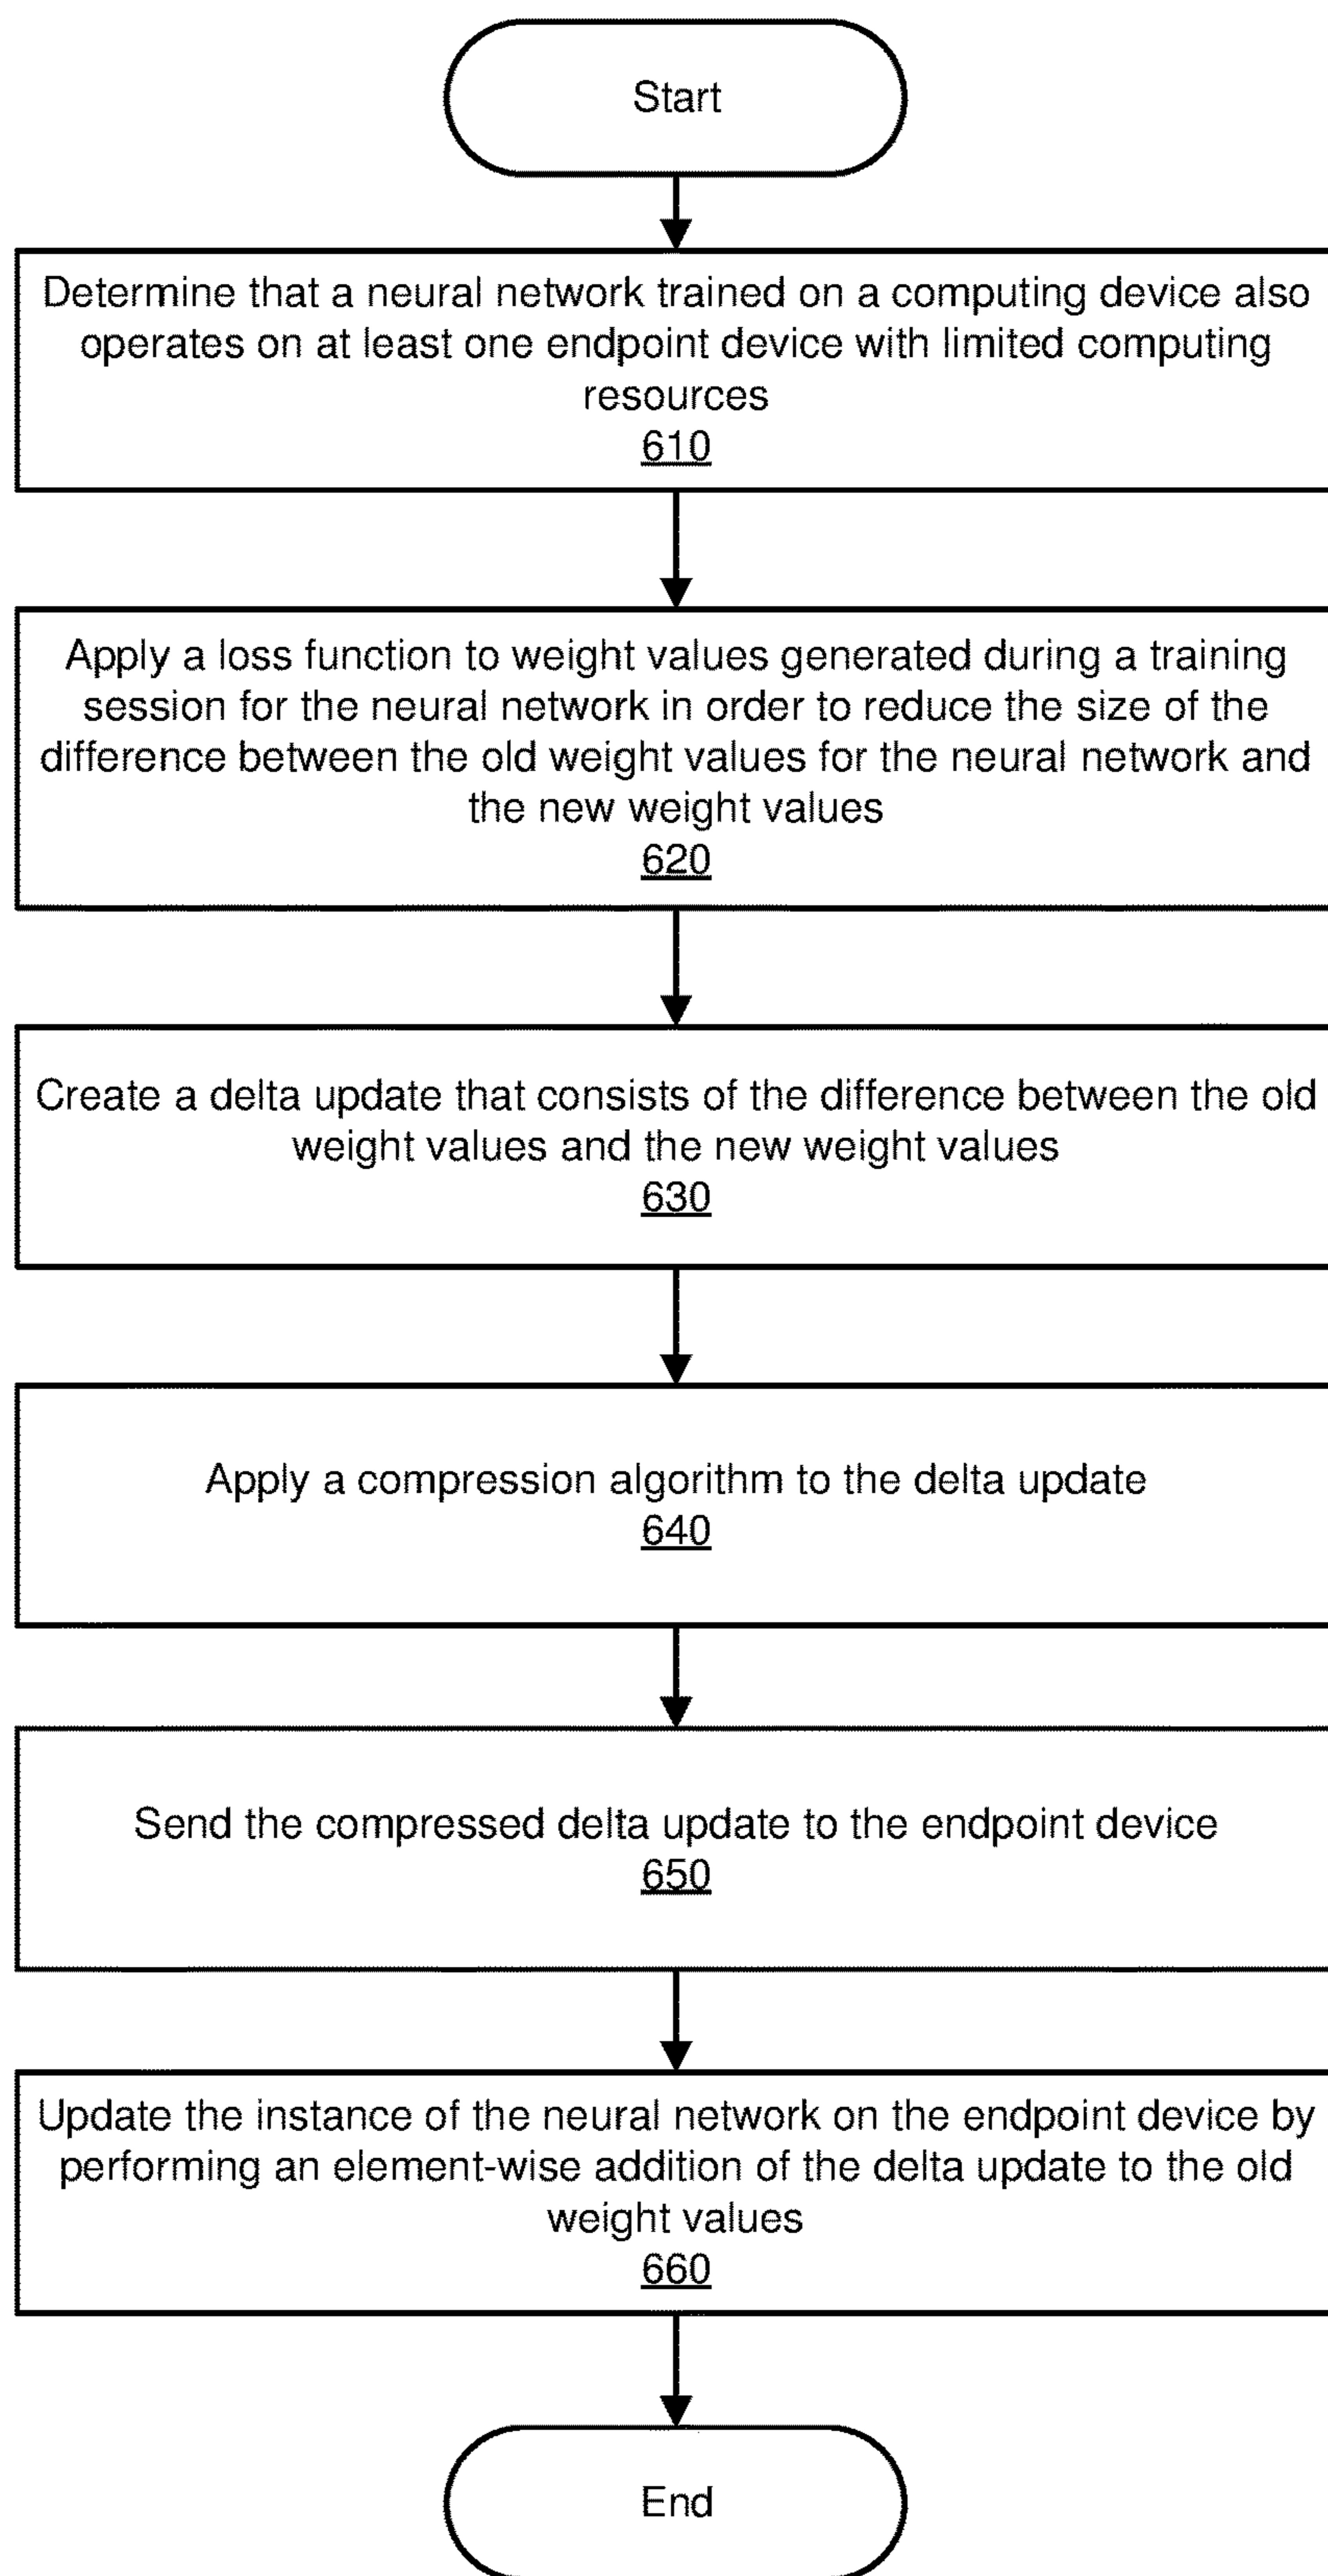 Start
Determine that a neural network trained on a computing device also
operates on at least one endpoint device with limited computing
resources
610
Apply a loss function to weight values generated during a training
session for the neural network in order to reduce the size of the
difference between the old weight values for the neural network and
the new weight values
620
Create a delta update that consists of the difference between the old
weight values and the new weight values
630
Apply a compression algorithm to the delta update
640
Send the compressed delta update to the endpoint device
650
Update the instance of the neural network on the endpoint device by
performing an element-wise addition of the delta update to the old
weight values
660
End